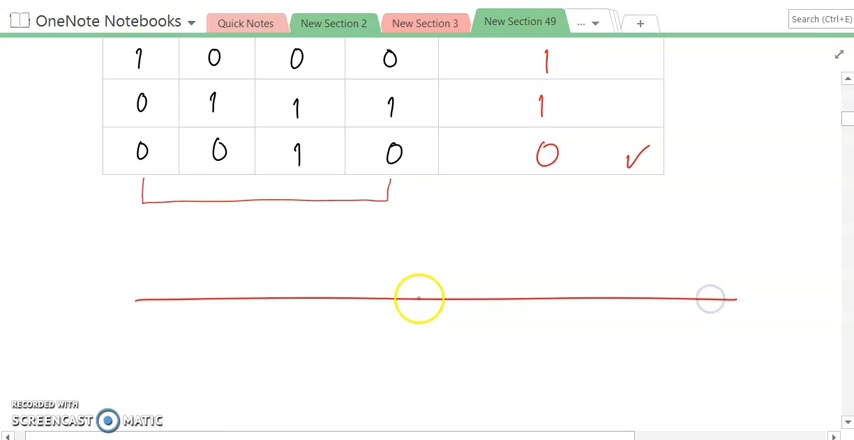 OneNote Notebooks Quick Notes New Section 2 New Section 3 New Section 49 ... + Search (Ctrl+E)
1 0 0 0 1
0 1 1 1 1
0 0 1 0 0 ✓
RECORDED WITH
SCREENCAST MATIC